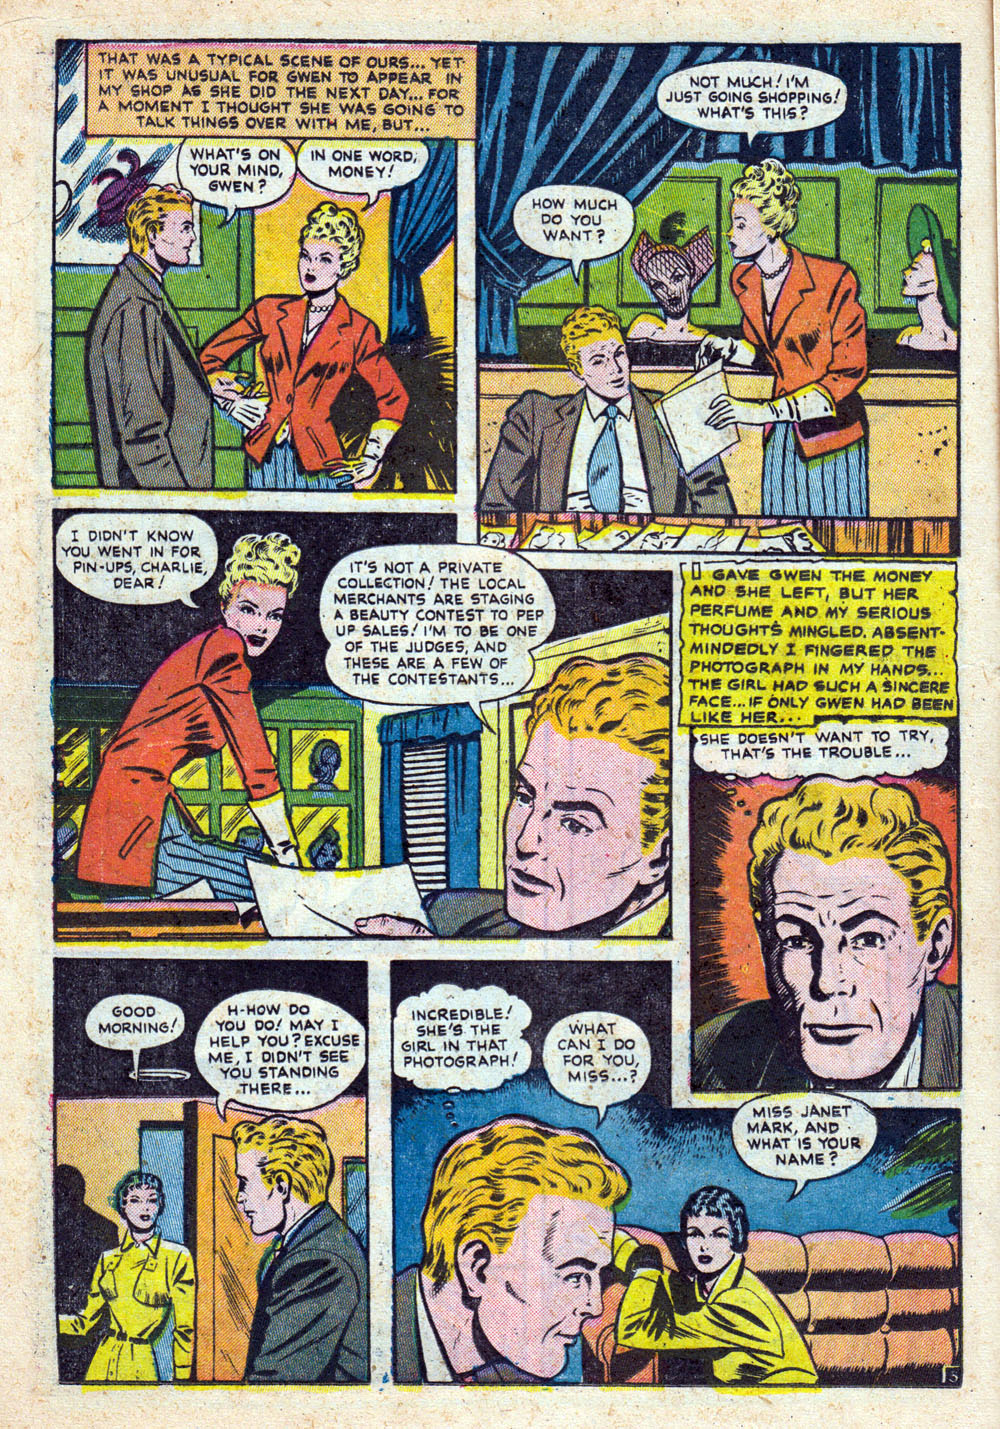 THAT WAS A TYPICAL SCENE OF OURS... YET
IT WAS UNUSUAL FOR GWEN TO APPEAR IN
MY SHOP AS SHE DID THE NEXT DAY... FOR
A MOMENT I THOUGHT SHE WAS GOING TO
TALK THINGS OVER WITH ME, BUT...
WHAT'S ON
YOUR MIND,
GWEN?
IN ONE WORD,
MONEY!
HOW MUCH
DO YOU
WANT?
NOT MUCH! I'M
JUST GOING SHOPPING!
WHAT'S THIS?
I DIDN'T KNOW
YOU WENT IN FOR
PIN-UPS, CHARLIE,
DEAR!
IT'S NOT A PRIVATE
COLLECTION! THE LOCAL
MERCHANTS ARE STAGING
A BEAUTY CONTEST TO PEP
UP SALES! I'M TO BE ONE
OF THE JUDGES, AND
THESE ARE A FEW OF
THE CONTESTANTS...
I GAVE GWEN THE MONEY
AND SHE LEFT, BUT HER
PERFUME AND MY SERIOUS
THOUGHTS MINGLED. ABSENT-
MINDEDLY I FINGERED THE
PHOTOGRAPH IN MY HANDS...
THE GIRL HAD SUCH A SINCERE
FACE... IF ONLY GWEN HAD BEEN
LIKE HER...
SHE DOESN'T WANT TO TRY,
THAT'S THE TROUBLE...
GOOD
MORNING!
H-HOW DO
YOU DO! MAY I
HELP YOU? EXCUSE
ME, I DIDN'T SEE
YOU STANDING
THERE...
INCREDIBLE!
SHE'S THE
GIRL IN THAT
PHOTOGRAPH!
WHAT
CAN I DO
FOR YOU,
MISS...?
MISS JANET
MARK, AND
WHAT IS YOUR
NAME?
3